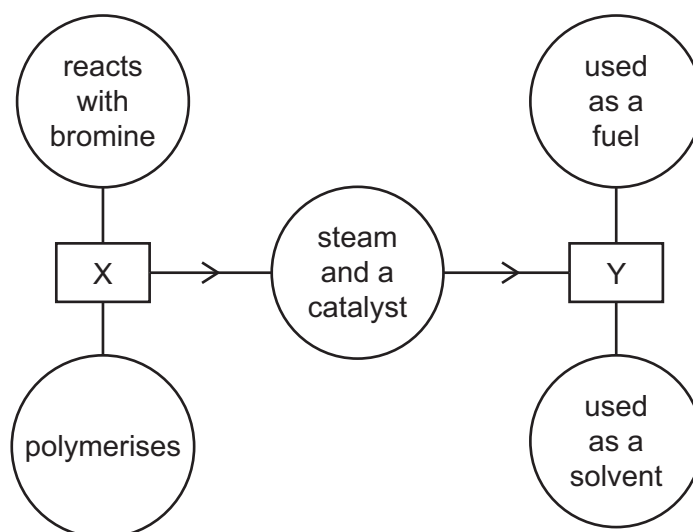 reacts
with
bromine
used
as a
fuel
X
steam
and a
catalyst
Y
polymerises
used
as a
solvent